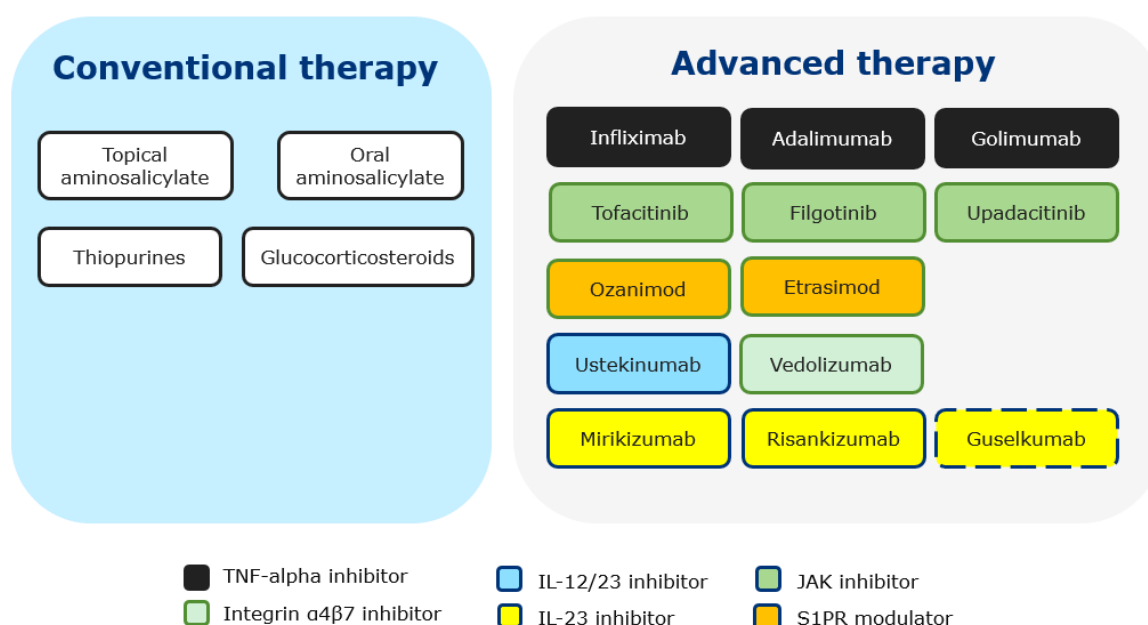 Conventional therapy
Topical
aminosalicylate
Oral
aminosalicylate
Thiopurines
Glucocorticosteroids
Advanced therapy
Infliximab
Adalimumab
Golimumab
Tofacitinib
Filgotinib
Upadacitinib
Ozanimod
Etrasimod
Ustekinumab
Vedolizumab
Mirikizumab
Risankizumab
Guselkumab
TNF-alpha inhibitor
IL-12/23 inhibitor
JAK inhibitor
Integrin α4β7 inhibitor
IL-23 inhibitor
S1PR modulator